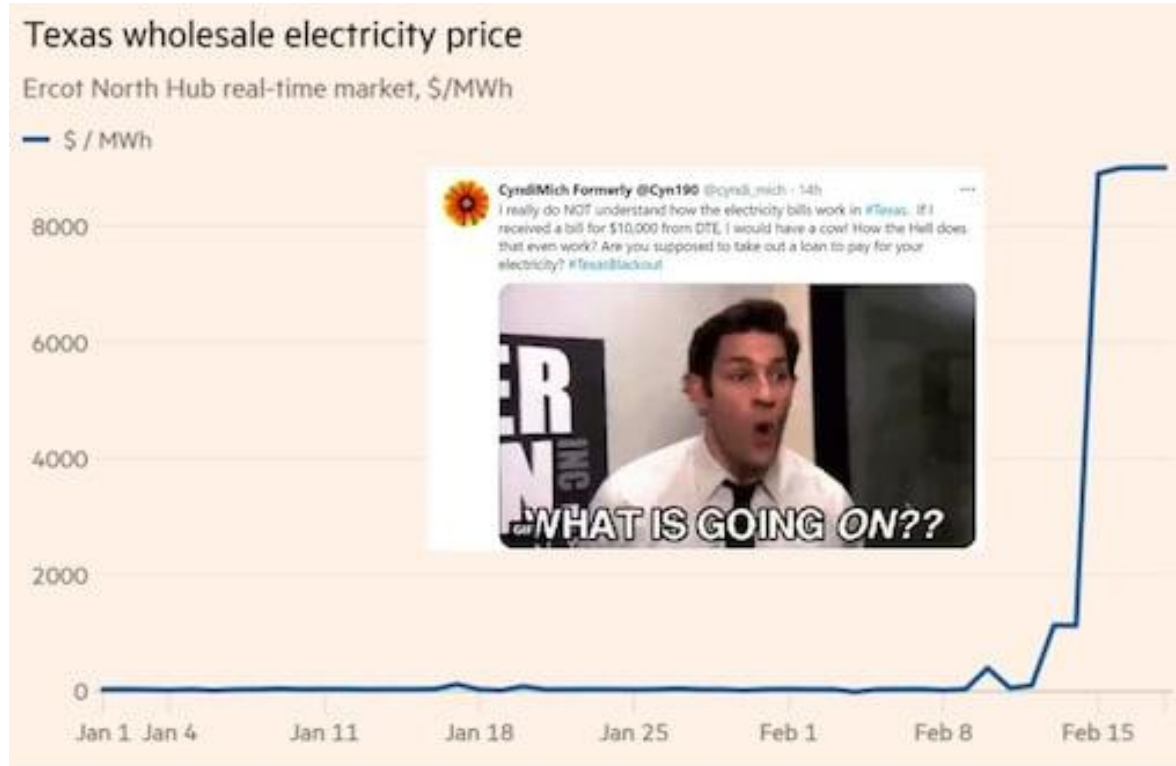 Texas wholesale electricity price
Ercot North Hub real-time market, $/MWh
$ / MWh
8000
6000
4000
2000
0
Jan 1 Jan 4 Jan 11 Jan 18 Jan 25 Feb 1 Feb 8 Feb 15
CyndiMich Formerly @Cyn190 @cyndi_mich · 14h
I really do NOT understand how the electricity bills work in #Texas. If I
received a bill for $10,000 from DTE, I would have a cow! How the Hell does
that even work? Are you supposed to take out a loan to pay for your
electricity? #TexasBlackout
ER
N
INC
GIF
WHAT IS GOING ON??